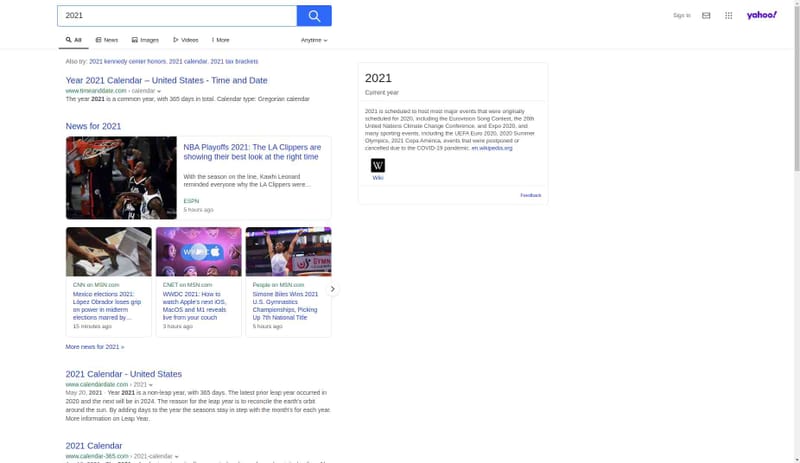 2021
Sign In
yahoo!
All
News
Images
Videos
More
Anytime
Also try: 2021 kennedy center honors, 2021 calendar, 2021 tax brackets
Year 2021 Calendar – United States - Time and Date
www.timeanddate.com › calendar
The year 2021 is a common year, with 365 days in total. Calendar type: Gregorian calendar
News for 2021
NBA Playoffs 2021: The LA Clippers are
showing their best look at the right time
With the season on the line, Kawhi Leonard
reminded everyone why the LA Clippers were...
ESPN
5 hours ago
CNN on MSN.com
Mexico elections 2021:
López Obrador loses grip
on power in midterm
elections marred by...
15 minutes ago
CNET on MSN.com
WWDC 2021: How to
watch Apple's next iOS,
MacOS and M1 reveals
live from your couch
3 hours ago
People on MSN.com
Simone Biles Wins 2021
U.S. Gymnastics
Championships, Picking
Up 7th National Title
5 hours ago
More news for 2021 »
2021 Calendar - United States
www.calendardate.com › 2021
May 20, 2021 · Year 2021 is a non-leap year, with 365 days. The latest prior leap year occurred in
2020 and the next will be in 2024. The reason for the leap year is to reconcile the earth's orbit
around the sun. By adding days to the year the seasons stay in step with the month's for each year.
More information on Leap Year.
2021 Calendar
www.calendar-365.com › 2021-calendar
2021
Current year
2021 is scheduled to host most major events that were originally
scheduled for 2020, including the Eurovision Song Contest, the 26th
United Nations Climate Change Conference, and Expo 2020, and
many sporting events, including the UEFA Euro 2020, 2020 Summer
Olympics, 2021 Copa América, events that were postponed or
cancelled due to the COVID-19 pandemic. en.wikipedia.org
W
Wiki
Feedback